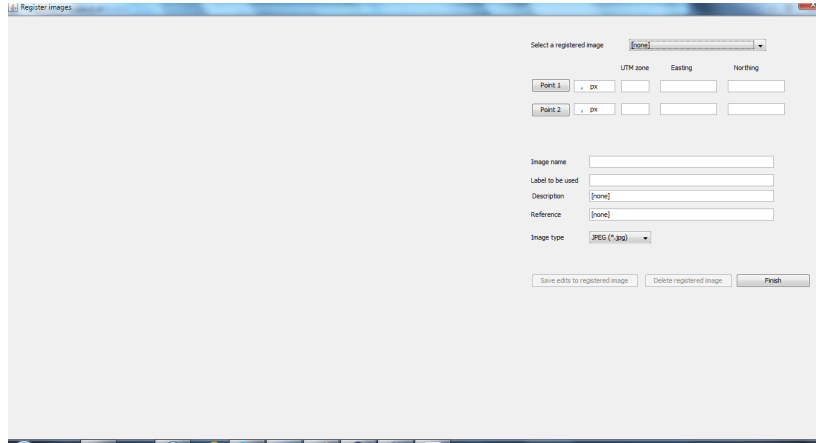 Register images
Select a registered image [none]
UTM zone Easting Northing
Point 1 , px
Point 2 , px
Image name
Label to be used
Description [none]
Reference [none]
Image type JPEG (*.jpg)
Save edits to registered image Delete registered image Finish